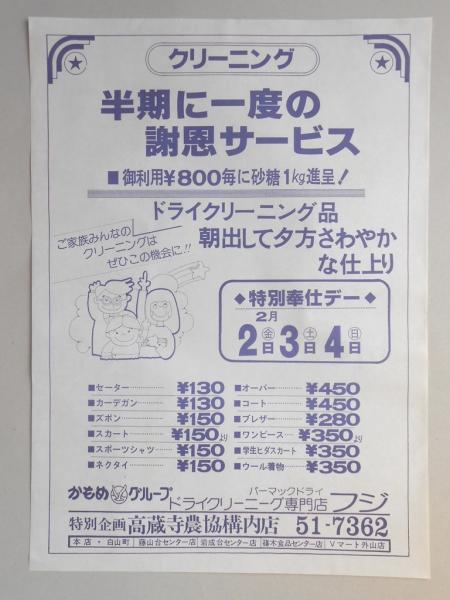 クリーニング
半期に一度の
謝恩サービス
■御利用¥800毎に砂糖1kg進呈!
ドライクリーニング品
朝出して夕方さわやか
な仕上り
ご家族みんなの
クリーニングは
ぜひこの機会に!!
◆特別奉仕デー◆
2月
2日(金)3日(土)4日(日)
■セーター…………¥130
■カーデガン………¥130
■ズボン……………¥150
■スカート…………¥150より
■スポーツシャツ……¥150
■ネクタイ…………¥150
■オーバー………¥450
■コート…………¥450
■ブレザー………¥280
■ワンピース……¥350より
■学生ヒダスカート¥350
■ウール着物……¥350
かもめグループ
パーマックドライ
ドライクリーニング専門店 フジ
特別企画 高蔵寺農協構内店 51-7362
本店・白山町 藤山台センター店 岩成台センター店 篠木食品センター店 Vマート外山店